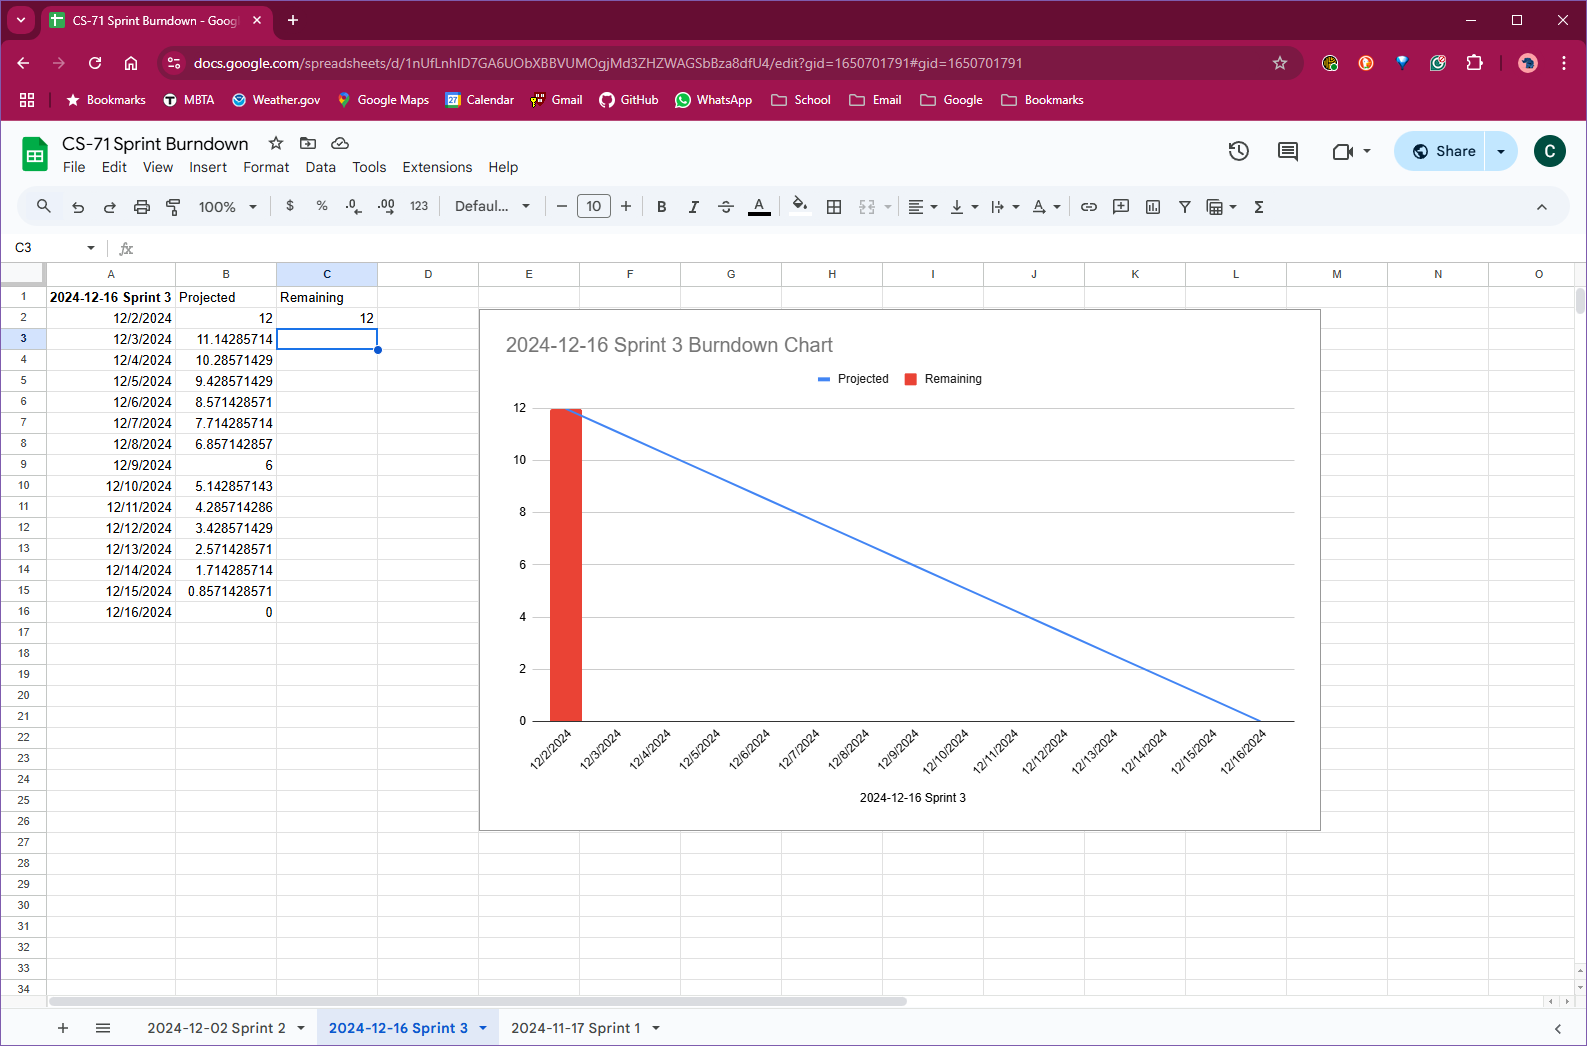 CS-71 Sprint Burndown - Goog
docs.google.com/spreadsheets/d/1nUfLnhID7GA6UObXBBVUMOgjMd3ZHZWAGSbBza8dfU4/edit?gid=1650701791#gid=1650701791
Bookmarks MBTA Weather.gov Google Maps 27 Calendar Gmail GitHub WhatsApp School Email Google Bookmarks
CS-71 Sprint Burndown
File Edit View Insert Format Data Tools Extensions Help
Share
C
100% $ % .0 .00 123 Defaul... 10 B I A
C3 fx
A B C D E F G H I J K L M N O
1 2024-12-16 Sprint 3 Projected Remaining
2 12/2/2024 12 12
3 12/3/2024 11.14285714
4 12/4/2024 10.28571429
5 12/5/2024 9.428571429
6 12/6/2024 8.571428571
7 12/7/2024 7.714285714
8 12/8/2024 6.857142857
9 12/9/2024 6
10 12/10/2024 5.142857143
11 12/11/2024 4.285714286
12 12/12/2024 3.428571429
13 12/13/2024 2.571428571
14 12/14/2024 1.714285714
15 12/15/2024 0.8571428571
16 12/16/2024 0
17
18
19
20
21
22
23
24
25
26
27
28
29
30
31
32
33
34
2024-12-16 Sprint 3 Burndown Chart
Projected Remaining
12
10
8
6
4
2
0
12/2/2024 12/3/2024 12/4/2024 12/5/2024 12/6/2024 12/7/2024 12/8/2024 12/9/2024 12/10/2024 12/11/2024 12/12/2024 12/13/2024 12/14/2024 12/15/2024 12/16/2024
2024-12-16 Sprint 3
2024-12-02 Sprint 2 2024-12-16 Sprint 3 2024-11-17 Sprint 1